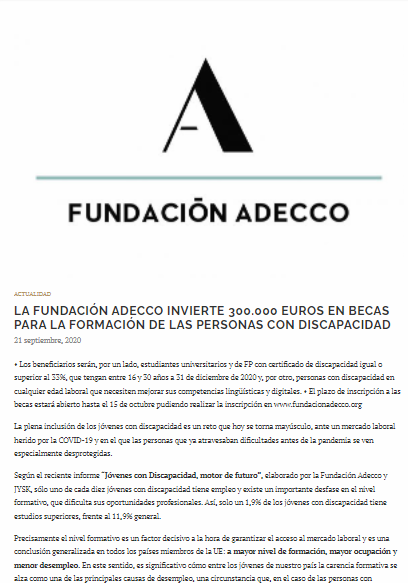 FUNDACIŌN ADECCO
ACTUALIDAD
LA FUNDACIÓN ADECCO INVIERTE 300.000 EUROS EN BECAS
PARA LA FORMACIÓN DE LAS PERSONAS CON DISCAPACIDAD
21 septiembre, 2020
• Los beneficiarios serán, por un lado, estudiantes universitarios y de FP con certificado de discapacidad igual o
superior al 33%, que tengan entre 16 y 30 años a 31 de diciembre de 2020 y, por otro, personas con discapacidad en
cualquier edad laboral que necesiten mejorar sus competencias lingüísticas y digitales. • El plazo de inscripción a las
becas estará abierto hasta el 15 de octubre pudiendo realizar la inscripción en www.fundacionadecco.org
La plena inclusión de los jóvenes con discapacidad es un reto que hoy se torna mayúsculo, ante un mercado laboral
herido por la COVID-19 y en el que las personas que ya atravesaban dificultades antes de la pandemia se ven
especialmente desprotegidas.
Según el reciente informe "Jóvenes con Discapacidad, motor de futuro", elaborado por la Fundación Adecco y
JYSK, sólo uno de cada diez jóvenes con discapacidad tiene empleo y existe un importante desfase en el nivel
formativo, que dificulta sus oportunidades profesionales. Así, solo un 1,9% de los jóvenes con discapacidad tiene
estudios superiores, frente al 11,9% general.
Precisamente el nivel formativo es un factor decisivo a la hora de garantizar el acceso al mercado laboral y es una
conclusión generalizada en todos los países miembros de la UE: a mayor nivel de formación, mayor ocupación y
menor desempleo. En este sentido, es significativo cómo entre los jóvenes de nuestro país la carencia formativa se
alza como una de las principales causas de desempleo, una circunstancia que, en el caso de las personas con